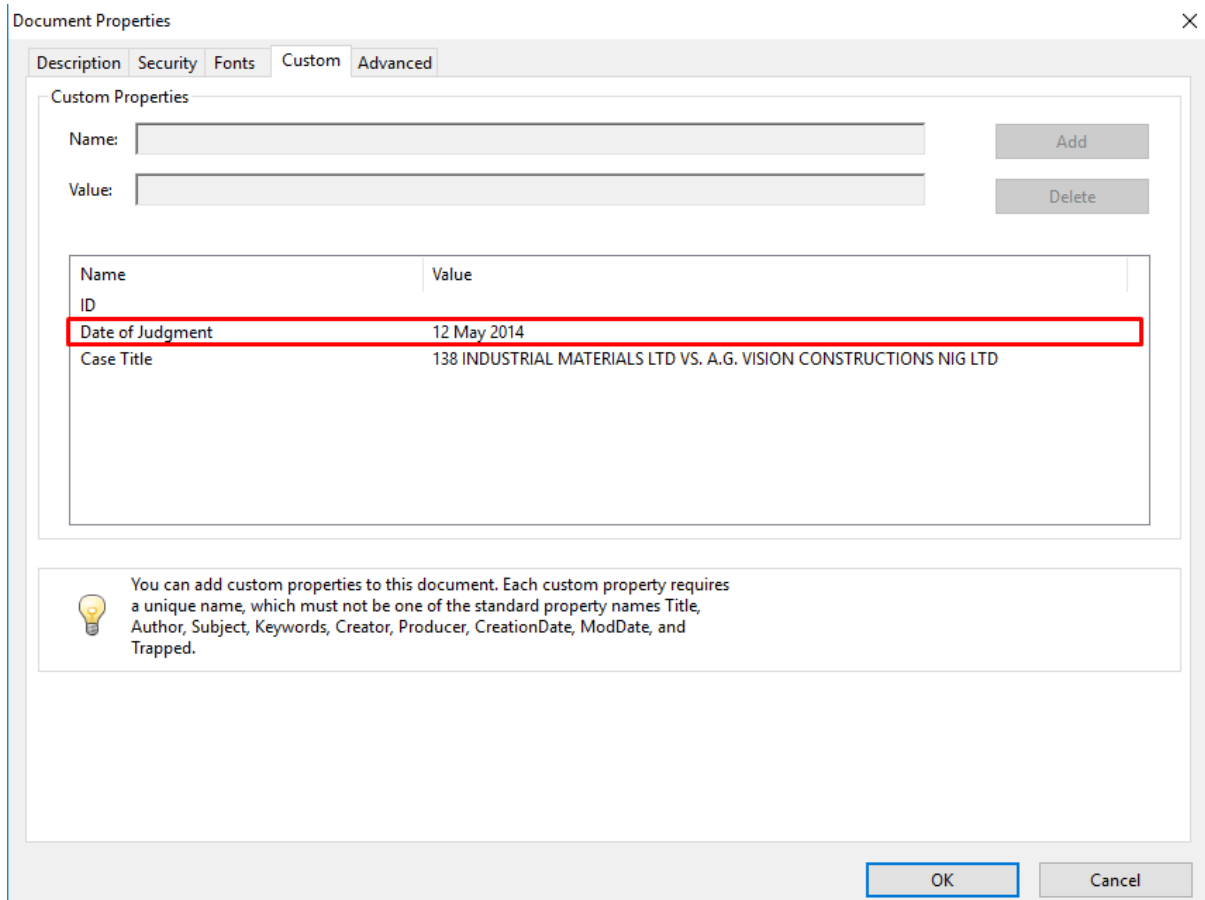 Document Properties
Description Security Fonts Custom Advanced
Custom Properties
Name: Add
Value: Delete
Name Value
ID
Date of Judgment 12 May 2014
Case Title 138 INDUSTRIAL MATERIALS LTD VS. A.G. VISION CONSTRUCTIONS NIG LTD
You can add custom properties to this document. Each custom property requires
a unique name, which must not be one of the standard property names Title,
Author, Subject, Keywords, Creator, Producer, CreationDate, ModDate, and
Trapped.
OK Cancel